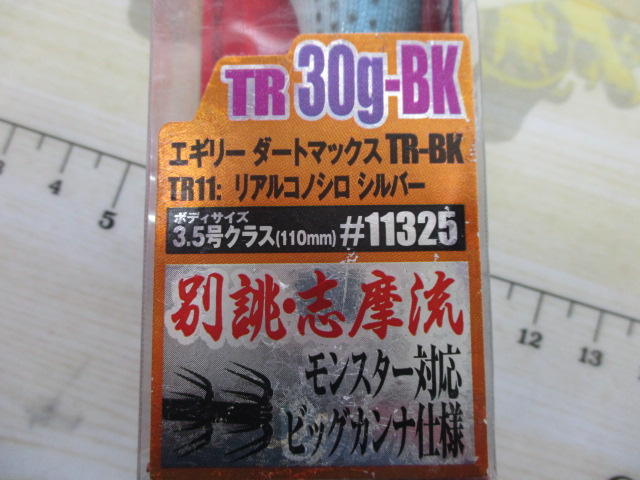 TR 30g-BK
エギリー ダートマックス TR-BK
TR11: リアルコノシロ シルバー
ボディサイズ
3.5号クラス(110mm) #11325
別誂・志摩流
モンスター対応
ビッグカンナ仕様
3 4 5
11 12 13